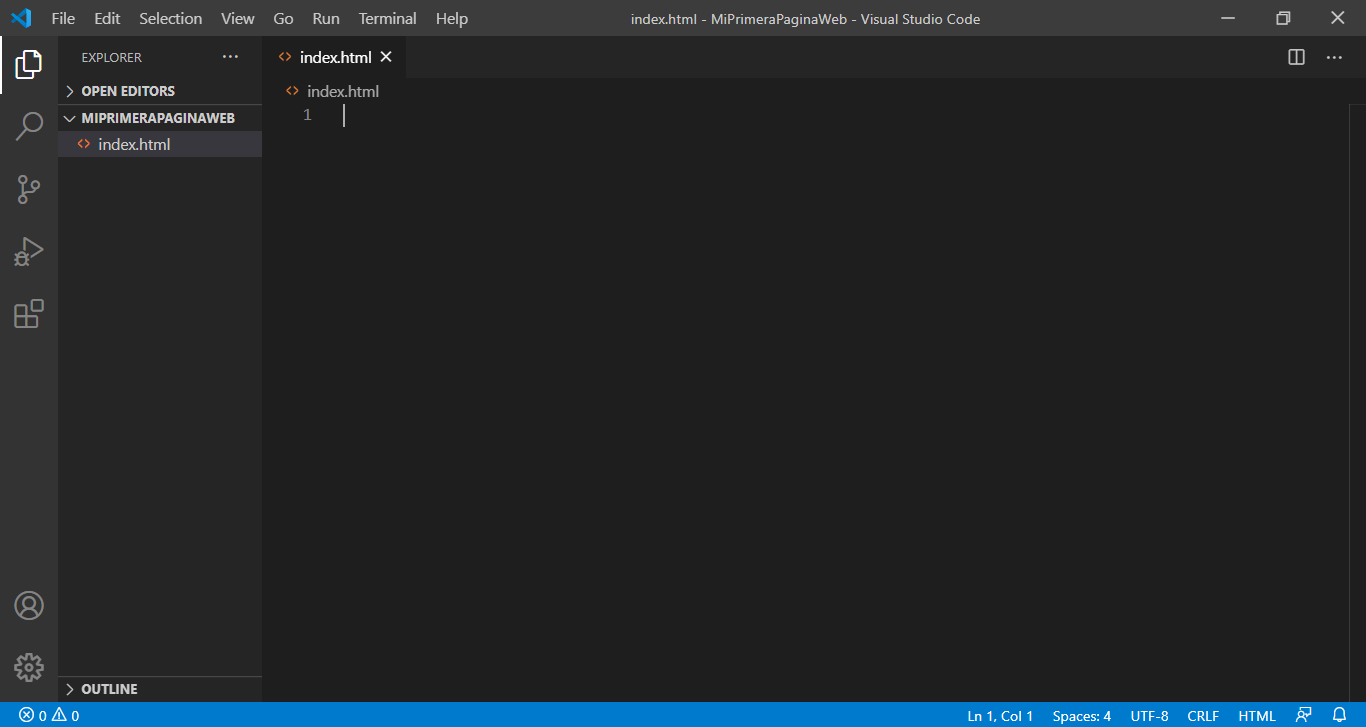 File Edit Selection View Go Run Terminal Help index.html - MiPrimeraPaginaWeb - Visual Studio Code
EXPLORER
OPEN EDITORS
MIPRIMERAPAGINAWEB
index.html
OUTLINE
index.html
index.html
1
0 0 Ln 1, Col 1 Spaces: 4 UTF-8 CRLF HTML